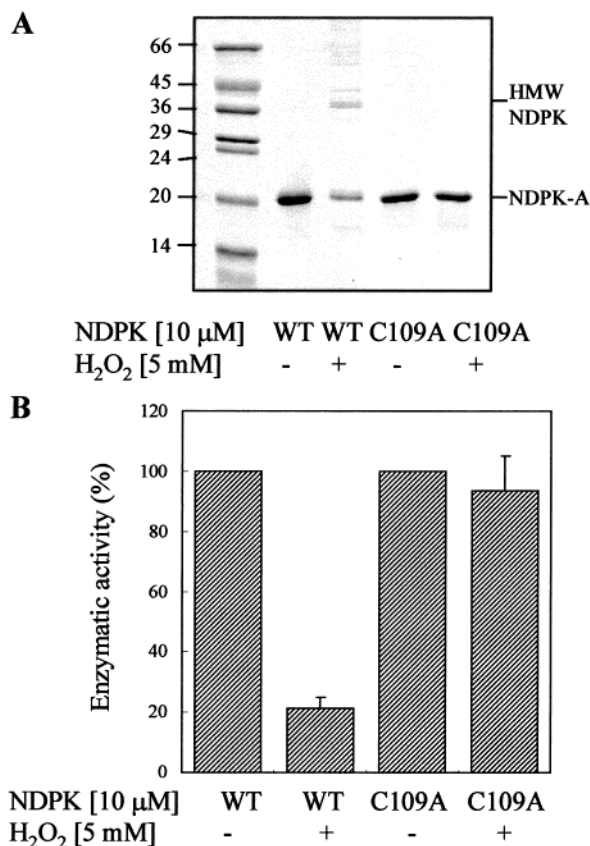 A
66
45
36
29
24
20
14
HMW
NDPK
NDPK-A
NDPK [10 μM] WT WT C109A C109A
H₂O₂ [5 mM] - + - +
B
Enzymatic activity (%)
120
100
80
60
40
20
0
NDPK [10 μM] WT WT C109A C109A
H₂O₂ [5 mM] - + - +